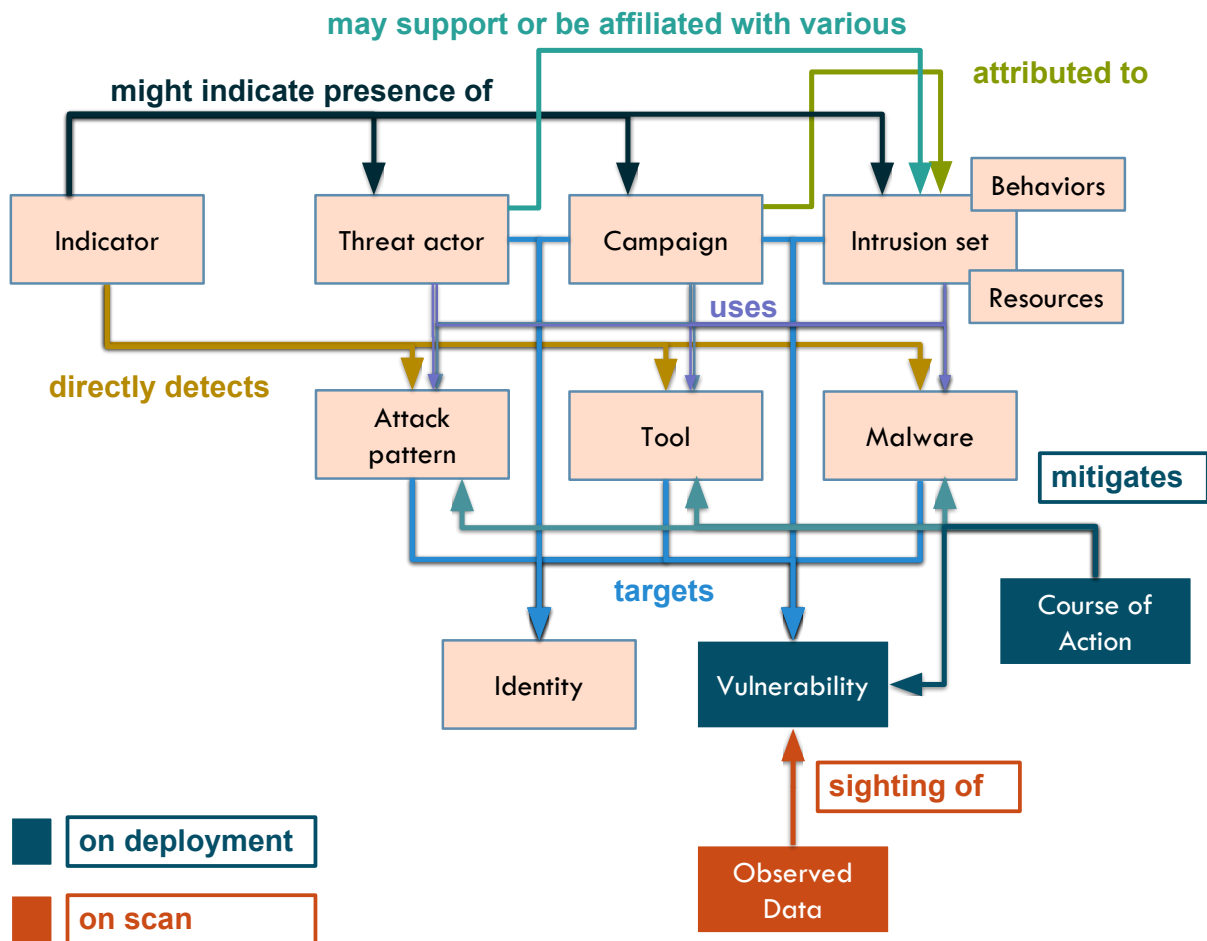 may support or be affiliated with various
attributed to
might indicate presence of
Behaviors
Indicator
Threat actor
Campaign
Intrusion set
Resources
uses
directly detects
Attack
pattern
Tool
Malware
mitigates
targets
Course of
Action
Identity
Vulnerability
sighting of
on deployment
Observed
Data
on scan